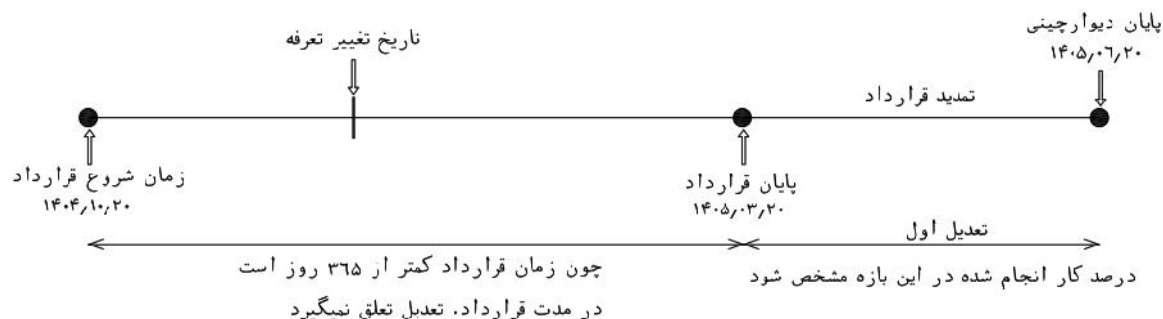 پایان دیوارچینی
۱۴۰۵٫۰۶٫۲۰
تاریخ تغییر تعرفه
تمدید قرارداد
زمان شروع قرارداد
۱۴۰۴٫۱۰٫۲۰
پایان قرارداد
۱۴۰۵٫۰۳٫۲۰
تعدیل اول
چون زمان قرارداد کمتر از ۳۶۵ روز است
در مدت قرارداد، تعدیل تعلق نمیگیرد
درصد کار انجام شده در این بازه مشخص شود